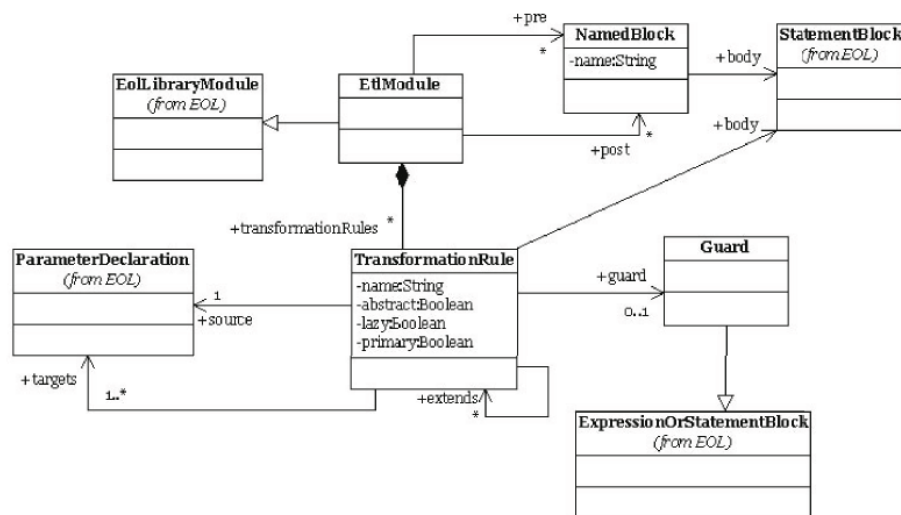 +pre
*
NamedBlock
-name:String
StatementBlock
(from EOL)
+body
EolLibraryModule
(from EOL)
EtlModule
+body
*
+post
+transformationRules
*
ParameterDeclaration
(from EOL)
TransformationRule
-name:String
-abstract:Boolean
-lazy:Boolean
-primary:Boolean
Guard
+guard
0..1
1
+source
+targets
1..*
+extends
*
ExpressionOrStatementBlock
(from EOL)